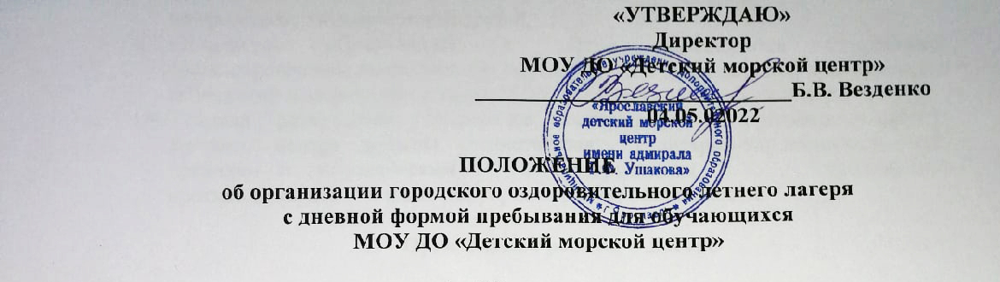 «УТВЕРЖДАЮ»
Директор
МОУ ДО «Детский морской центр»
Б.В. Везденко
04.05.02022
«Ярославский
детский морской
центр
имени адмирала
Ф. Ушакова»
ПОЛОЖЕНИЕ
об организации городского оздоровительного летнего лагеря
с дневной формой пребывания для обучающихся
МОУ ДО «Детский морской центр»